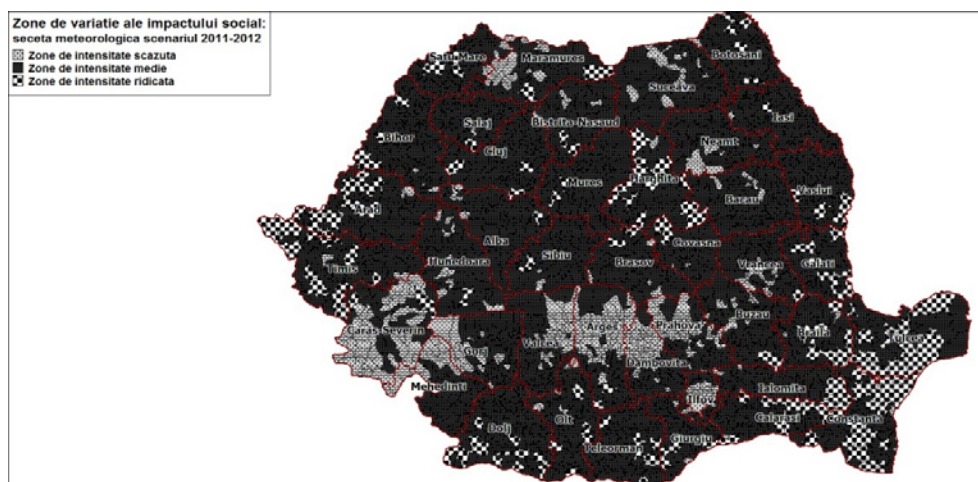 Zone de variatie ale impactului social:
seceta meteorologica scenariul 2011-2012
Zone de intensitate scazuta
Zone de intensitate medie
Zone de intensitate ridicata
Botosani
Satu-Mare
Maramures
Suceava
Iasi
Salaj
Bistrita-Nasaud
Bihor
Neamt
Cluj
Harghita
Mures
Vaslui
Bacau
Arad
Alba
Covasna
Sibiu
Timis
Hunedoara
Brasov
Vrancea
Galati
Caras-Severin
Arges
Prahova
Buzau
Braila
Tulcea
Valcea
Gorj
Dambovita
Mehedinti
Ilfov
Ialomita
Calarasi
Constanta
Olt
Dolj
Giurgiu
Teleorman